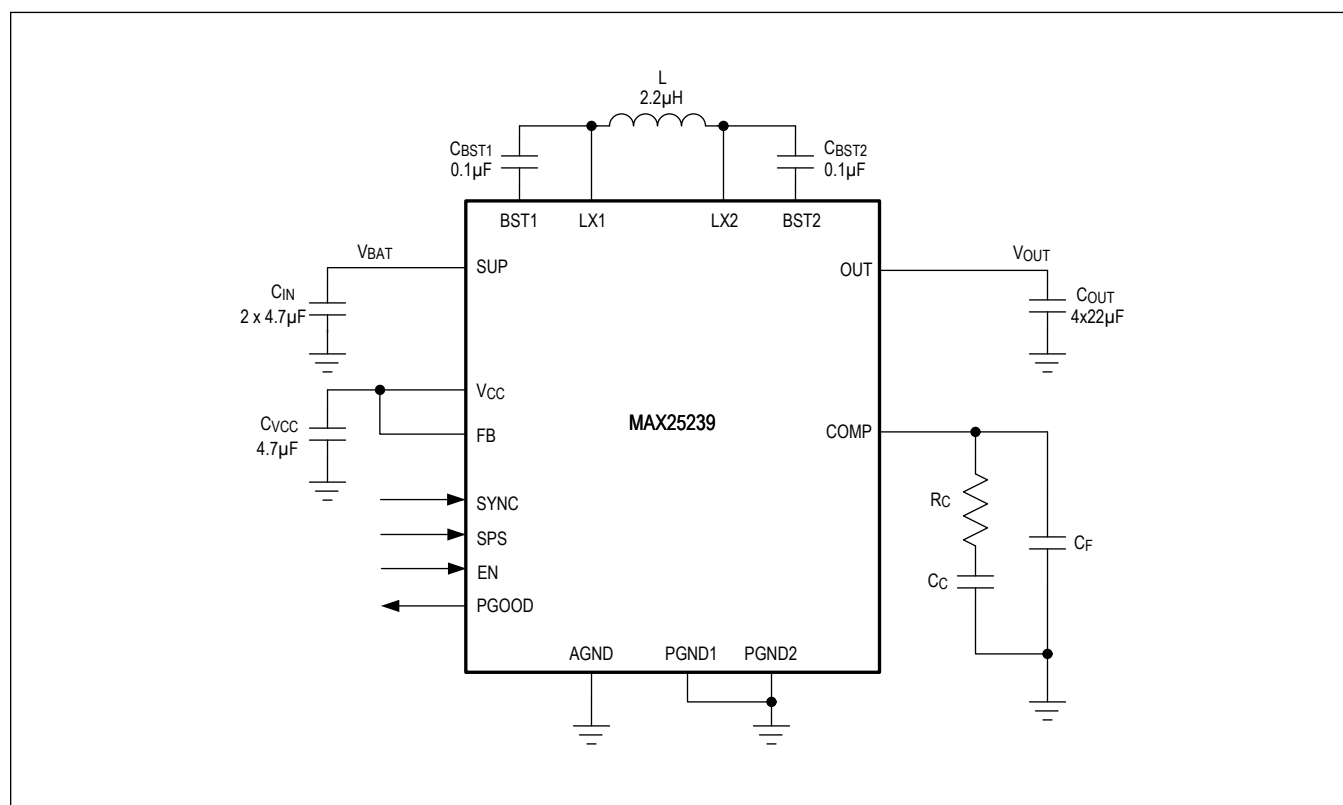 L
2.2µH
CBST1
0.1µF
CBST2
0.1µF
BST1
LX1
LX2
BST2
VBAT
SUP
OUT
VOUT
CIN
2 x 4.7µF
COUT
4x22µF
VCC
CVCC
4.7µF
FB
MAX25239
COMP
SYNC
RC
SPS
CF
EN
CC
PGOOD
AGND
PGND1
PGND2